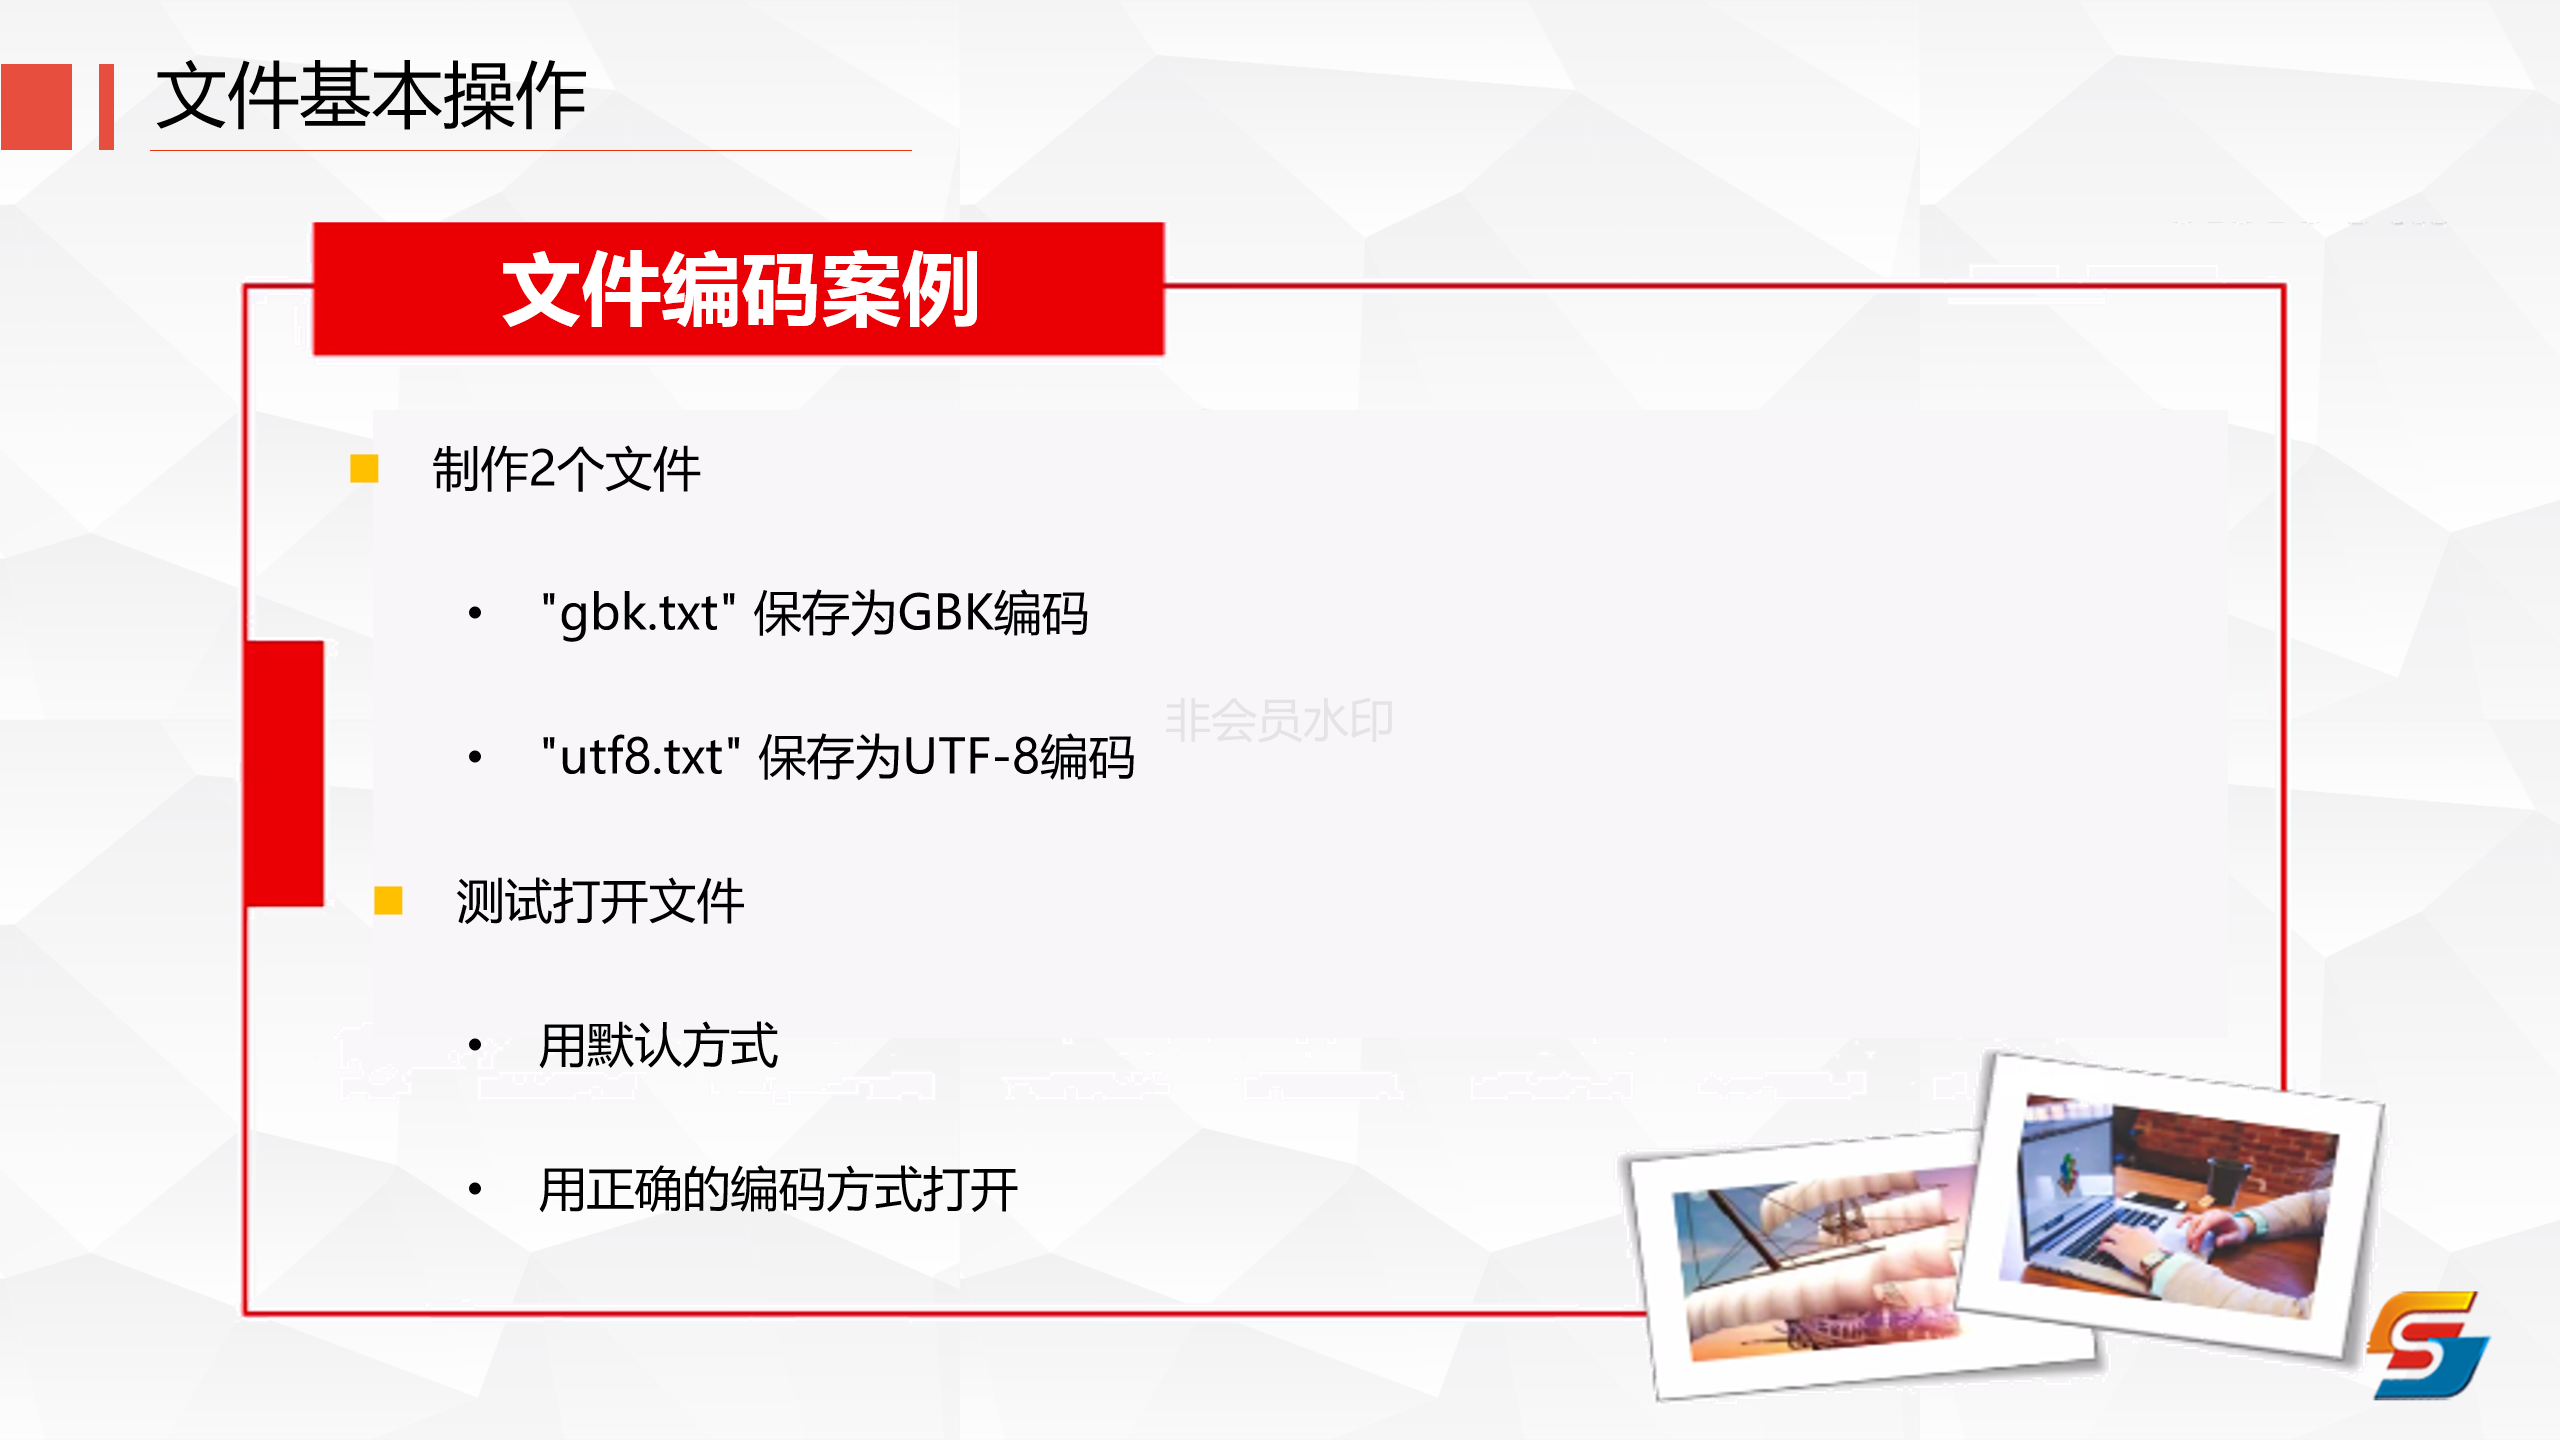 文件基本操作
文件编码案例
制作2个文件
• "gbk.txt" 保存为GBK编码
• "utf8.txt" 保存为UTF-8编码
非会员水印
测试打开文件
• 用默认方式
• 用正确的编码方式打开